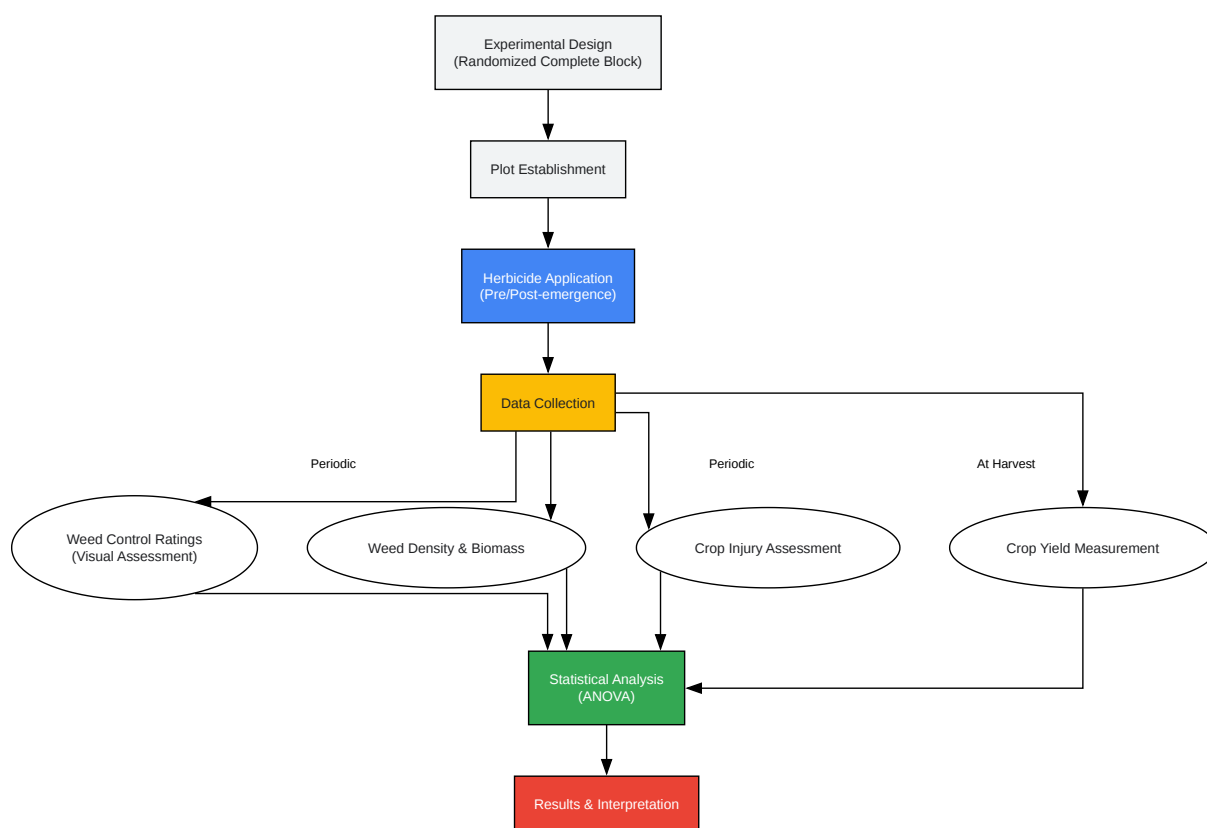 Experimental Design
(Randomized Complete Block)
Plot Establishment
Herbicide Application
(Pre/Post-emergence)
Data Collection
Periodic
Periodic
At Harvest
Weed Control Ratings
(Visual Assessment)
Weed Density & Biomass
Crop Injury Assessment
Crop Yield Measurement
Statistical Analysis
(ANOVA)
Results & Interpretation